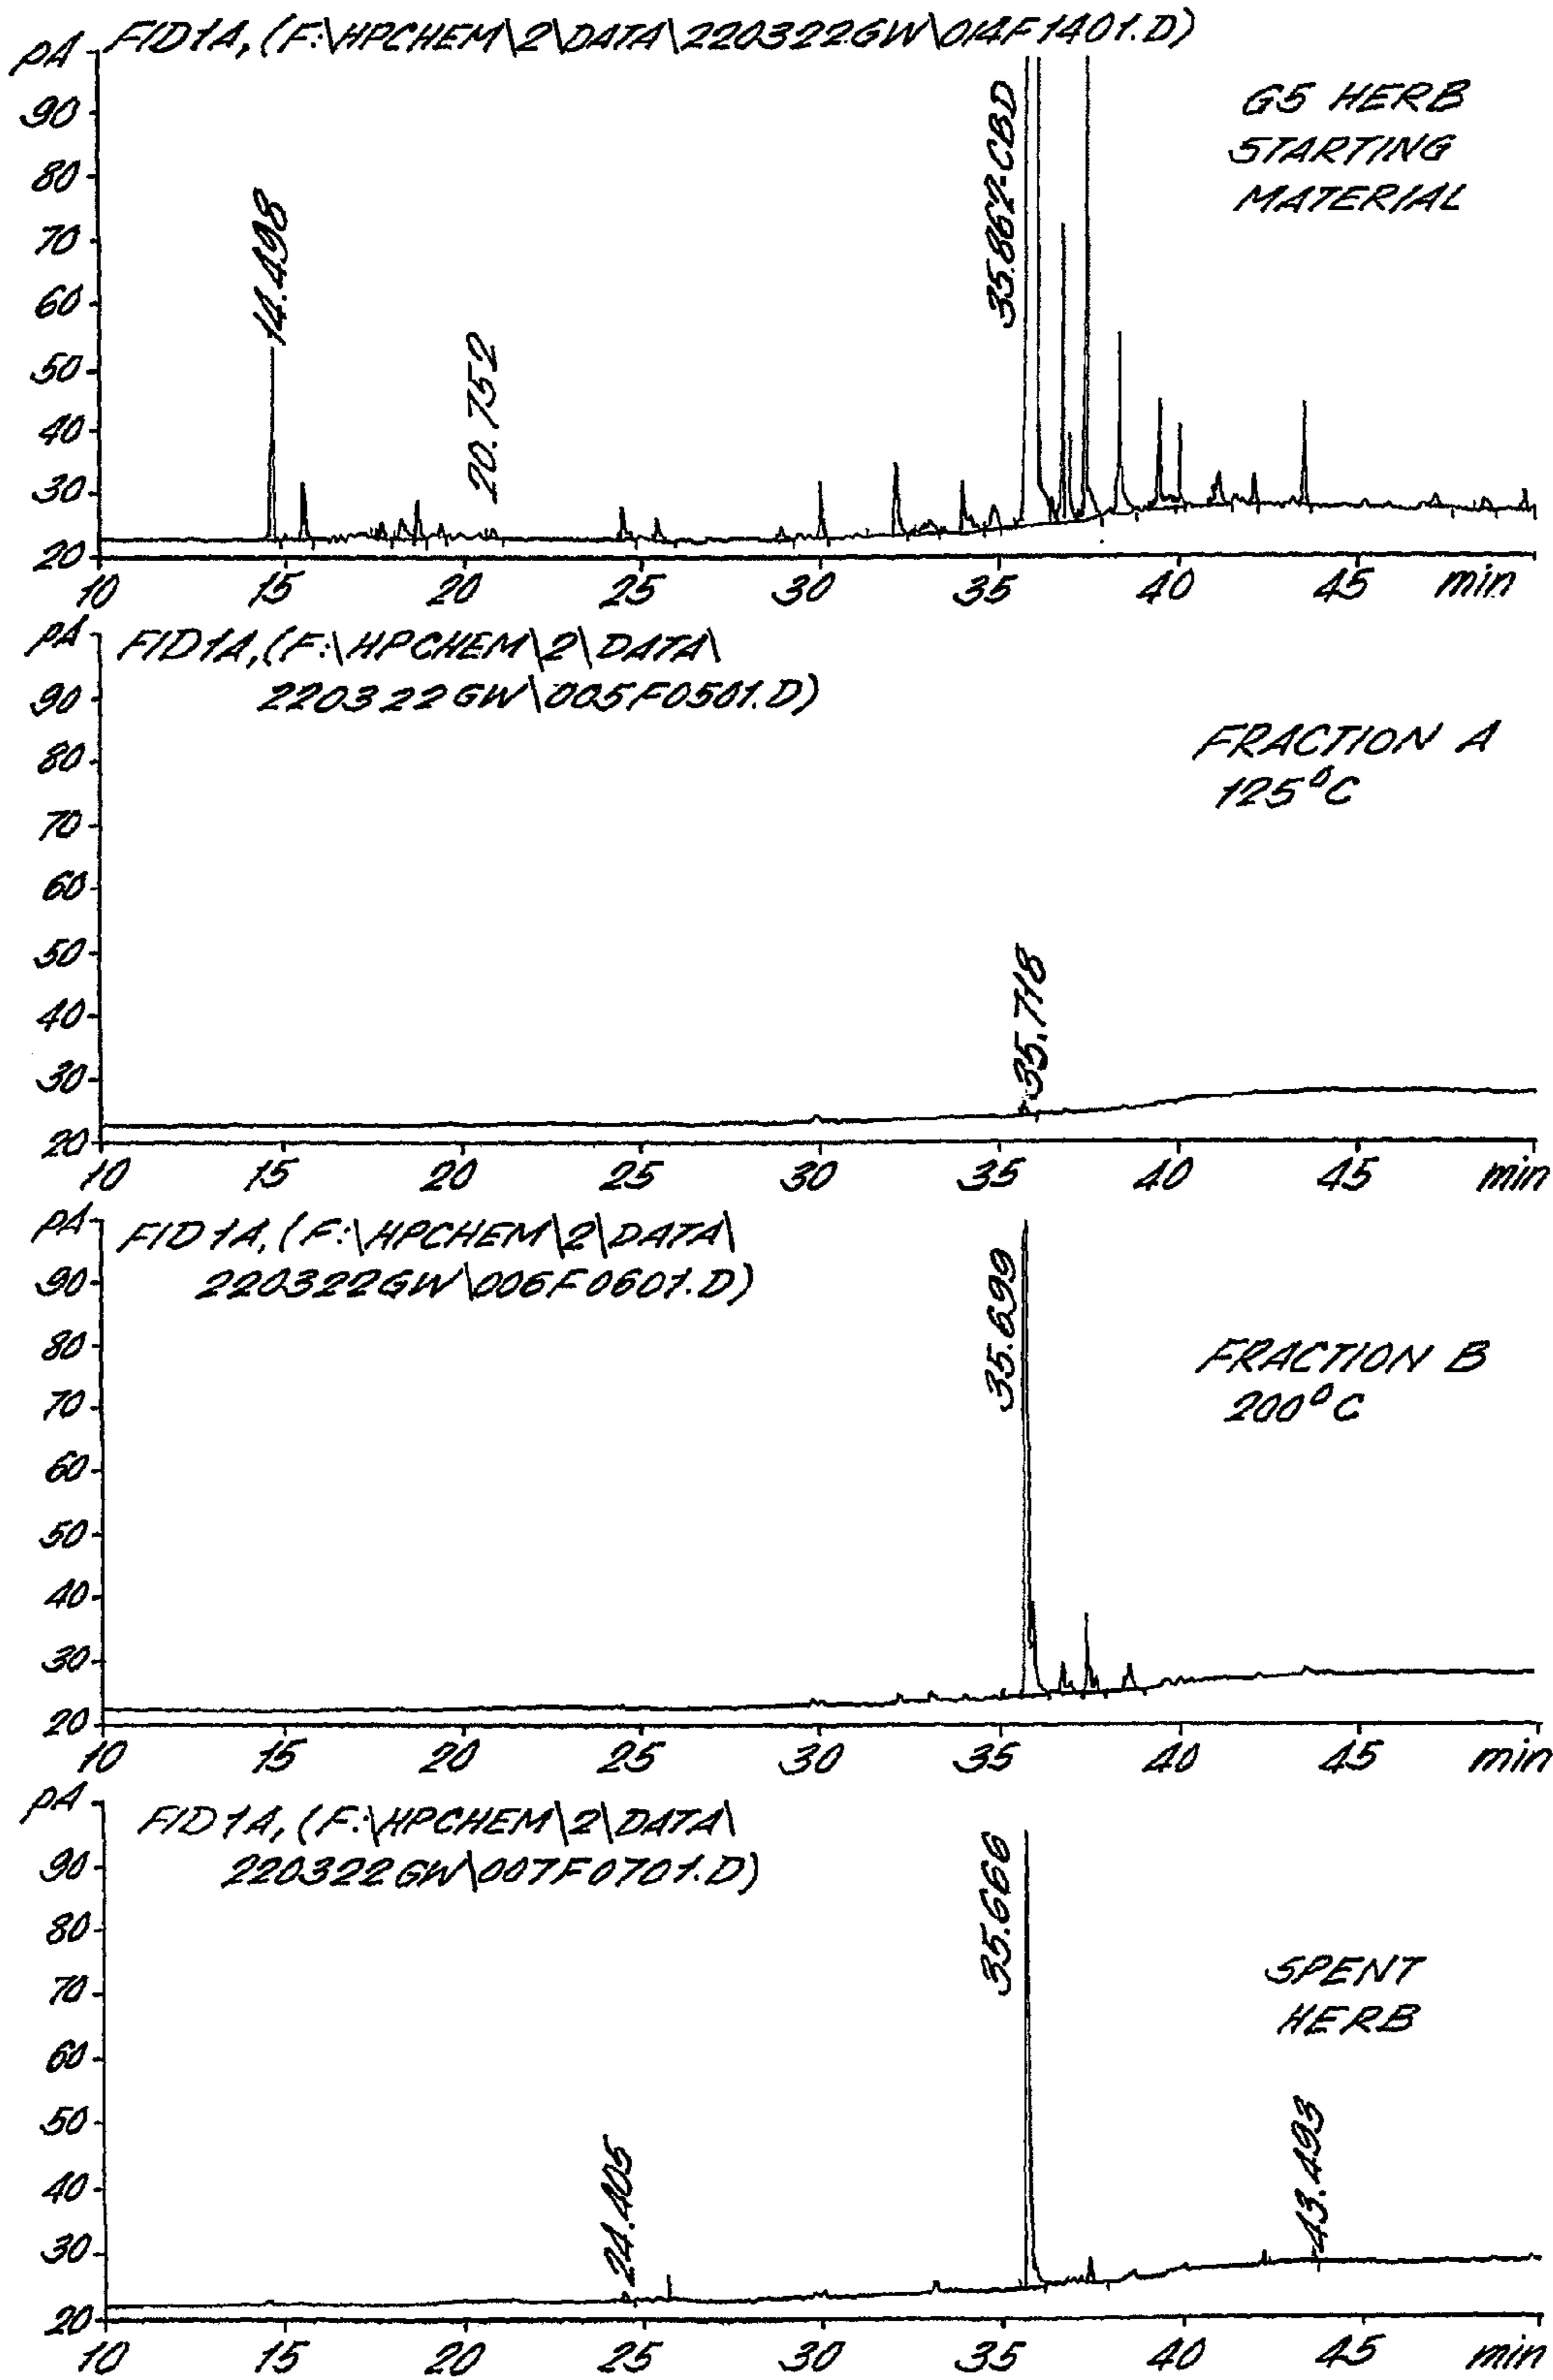 FID1A, (F:\HPCHEM\2\DATA\220322GW\014F1401.D)
pA
G5 HERB
STARTING
MATERIAL
90
80
70
60
50
40
30
20
14.498
20.752
35.862-CBD
10 15 20 25 30 35 40 45 min
pA
FID1A, (F:\HPCHEM\2\DATA\
220322GW\005F0501.D)
FRACTION A
125°C
90
80
70
60
50
40
30
20
35.718
10 15 20 25 30 35 40 45 min
pA
FID1A, (F:\HPCHEM\2\DATA\
220322GW\006F0601.D)
FRACTION B
200°C
90
80
70
60
50
40
30
20
35.699
10 15 20 25 30 35 40 45 min
pA
FID1A, (F:\HPCHEM\2\DATA\
220322GW\007F0701.D)
SPENT
HERB
90
80
70
60
50
40
30
20
24.405
35.666
43.493
10 15 20 25 30 35 40 45 min